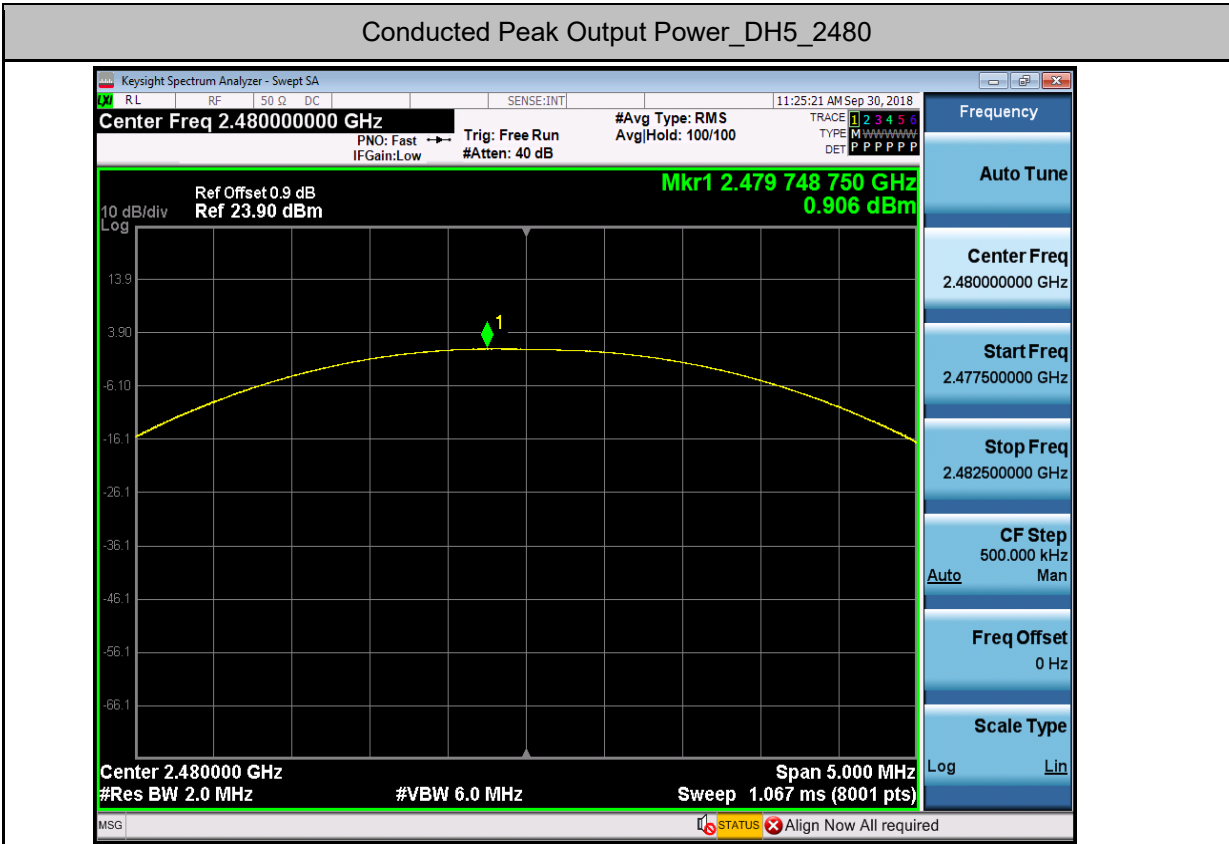 Conducted Peak Output Power_DH5_2480
Keysight Spectrum Analyzer - Swept SA
LXI RL RF 50 Ω DC SENSE:INT 11:25:21 AM Sep 30, 2018
Center Freq 2.480000000 GHz
PNO: Fast
IFGain:Low
Trig: Free Run
#Atten: 40 dB
#Avg Type: RMS
Avg|Hold: 100/100
TRACE 1 2 3 4 5 6
TYPE M WWWWW
DET P P P P P P
Ref Offset 0.9 dB
10 dB/div Ref 23.90 dBm
Log
Mkr1 2.479 748 750 GHz
0.906 dBm
13.9
3.90
-6.10
-16.1
-26.1
-36.1
-46.1
-56.1
-66.1
1
Center 2.480000 GHz Span 5.000 MHz
#Res BW 2.0 MHz #VBW 6.0 MHz Sweep 1.067 ms (8001 pts)
MSG STATUS Align Now All required
Frequency
Auto Tune
Center Freq
2.480000000 GHz
Start Freq
2.477500000 GHz
Stop Freq
2.482500000 GHz
CF Step
500.000 kHz
Auto Man
Freq Offset
0 Hz
Scale Type
Log Lin